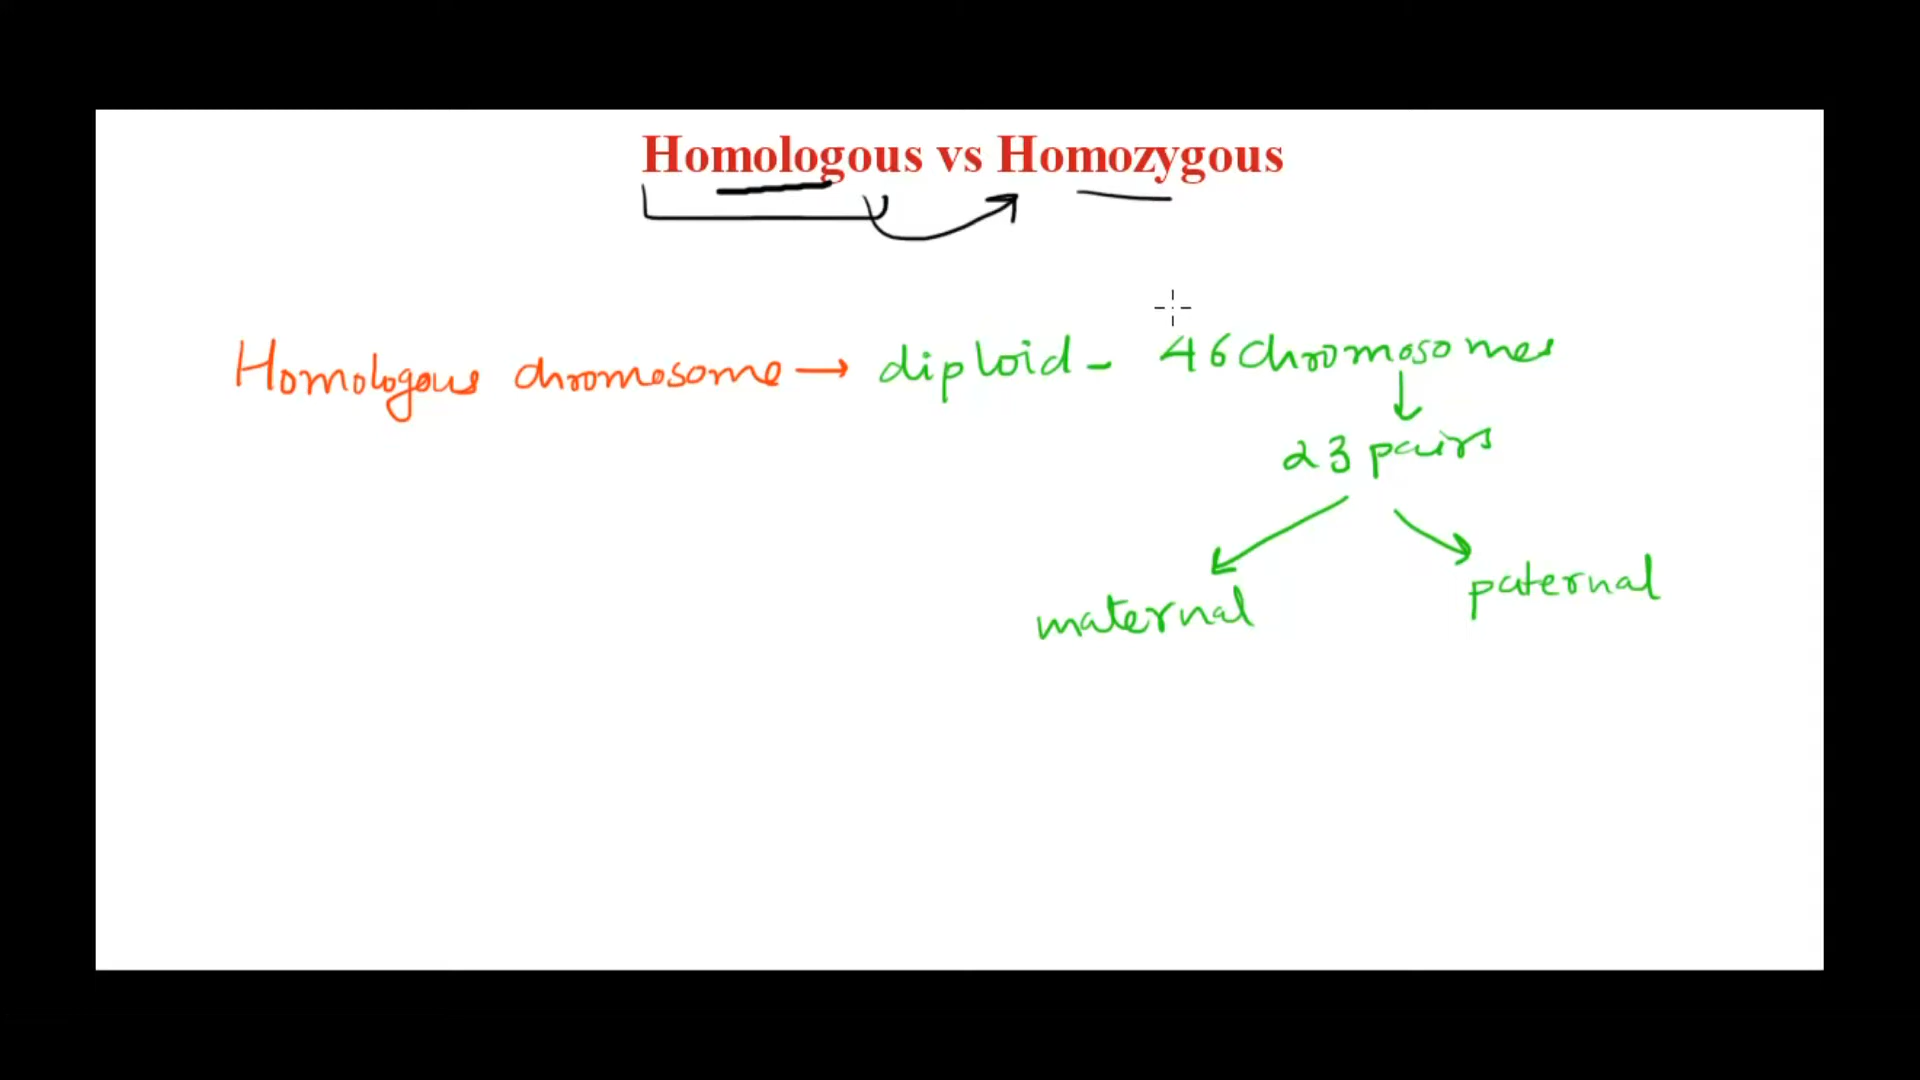 Homologous vs Homozygous
Homologous chromosome → diploid - 46 chromosomes
23 pairs
maternal
paternal